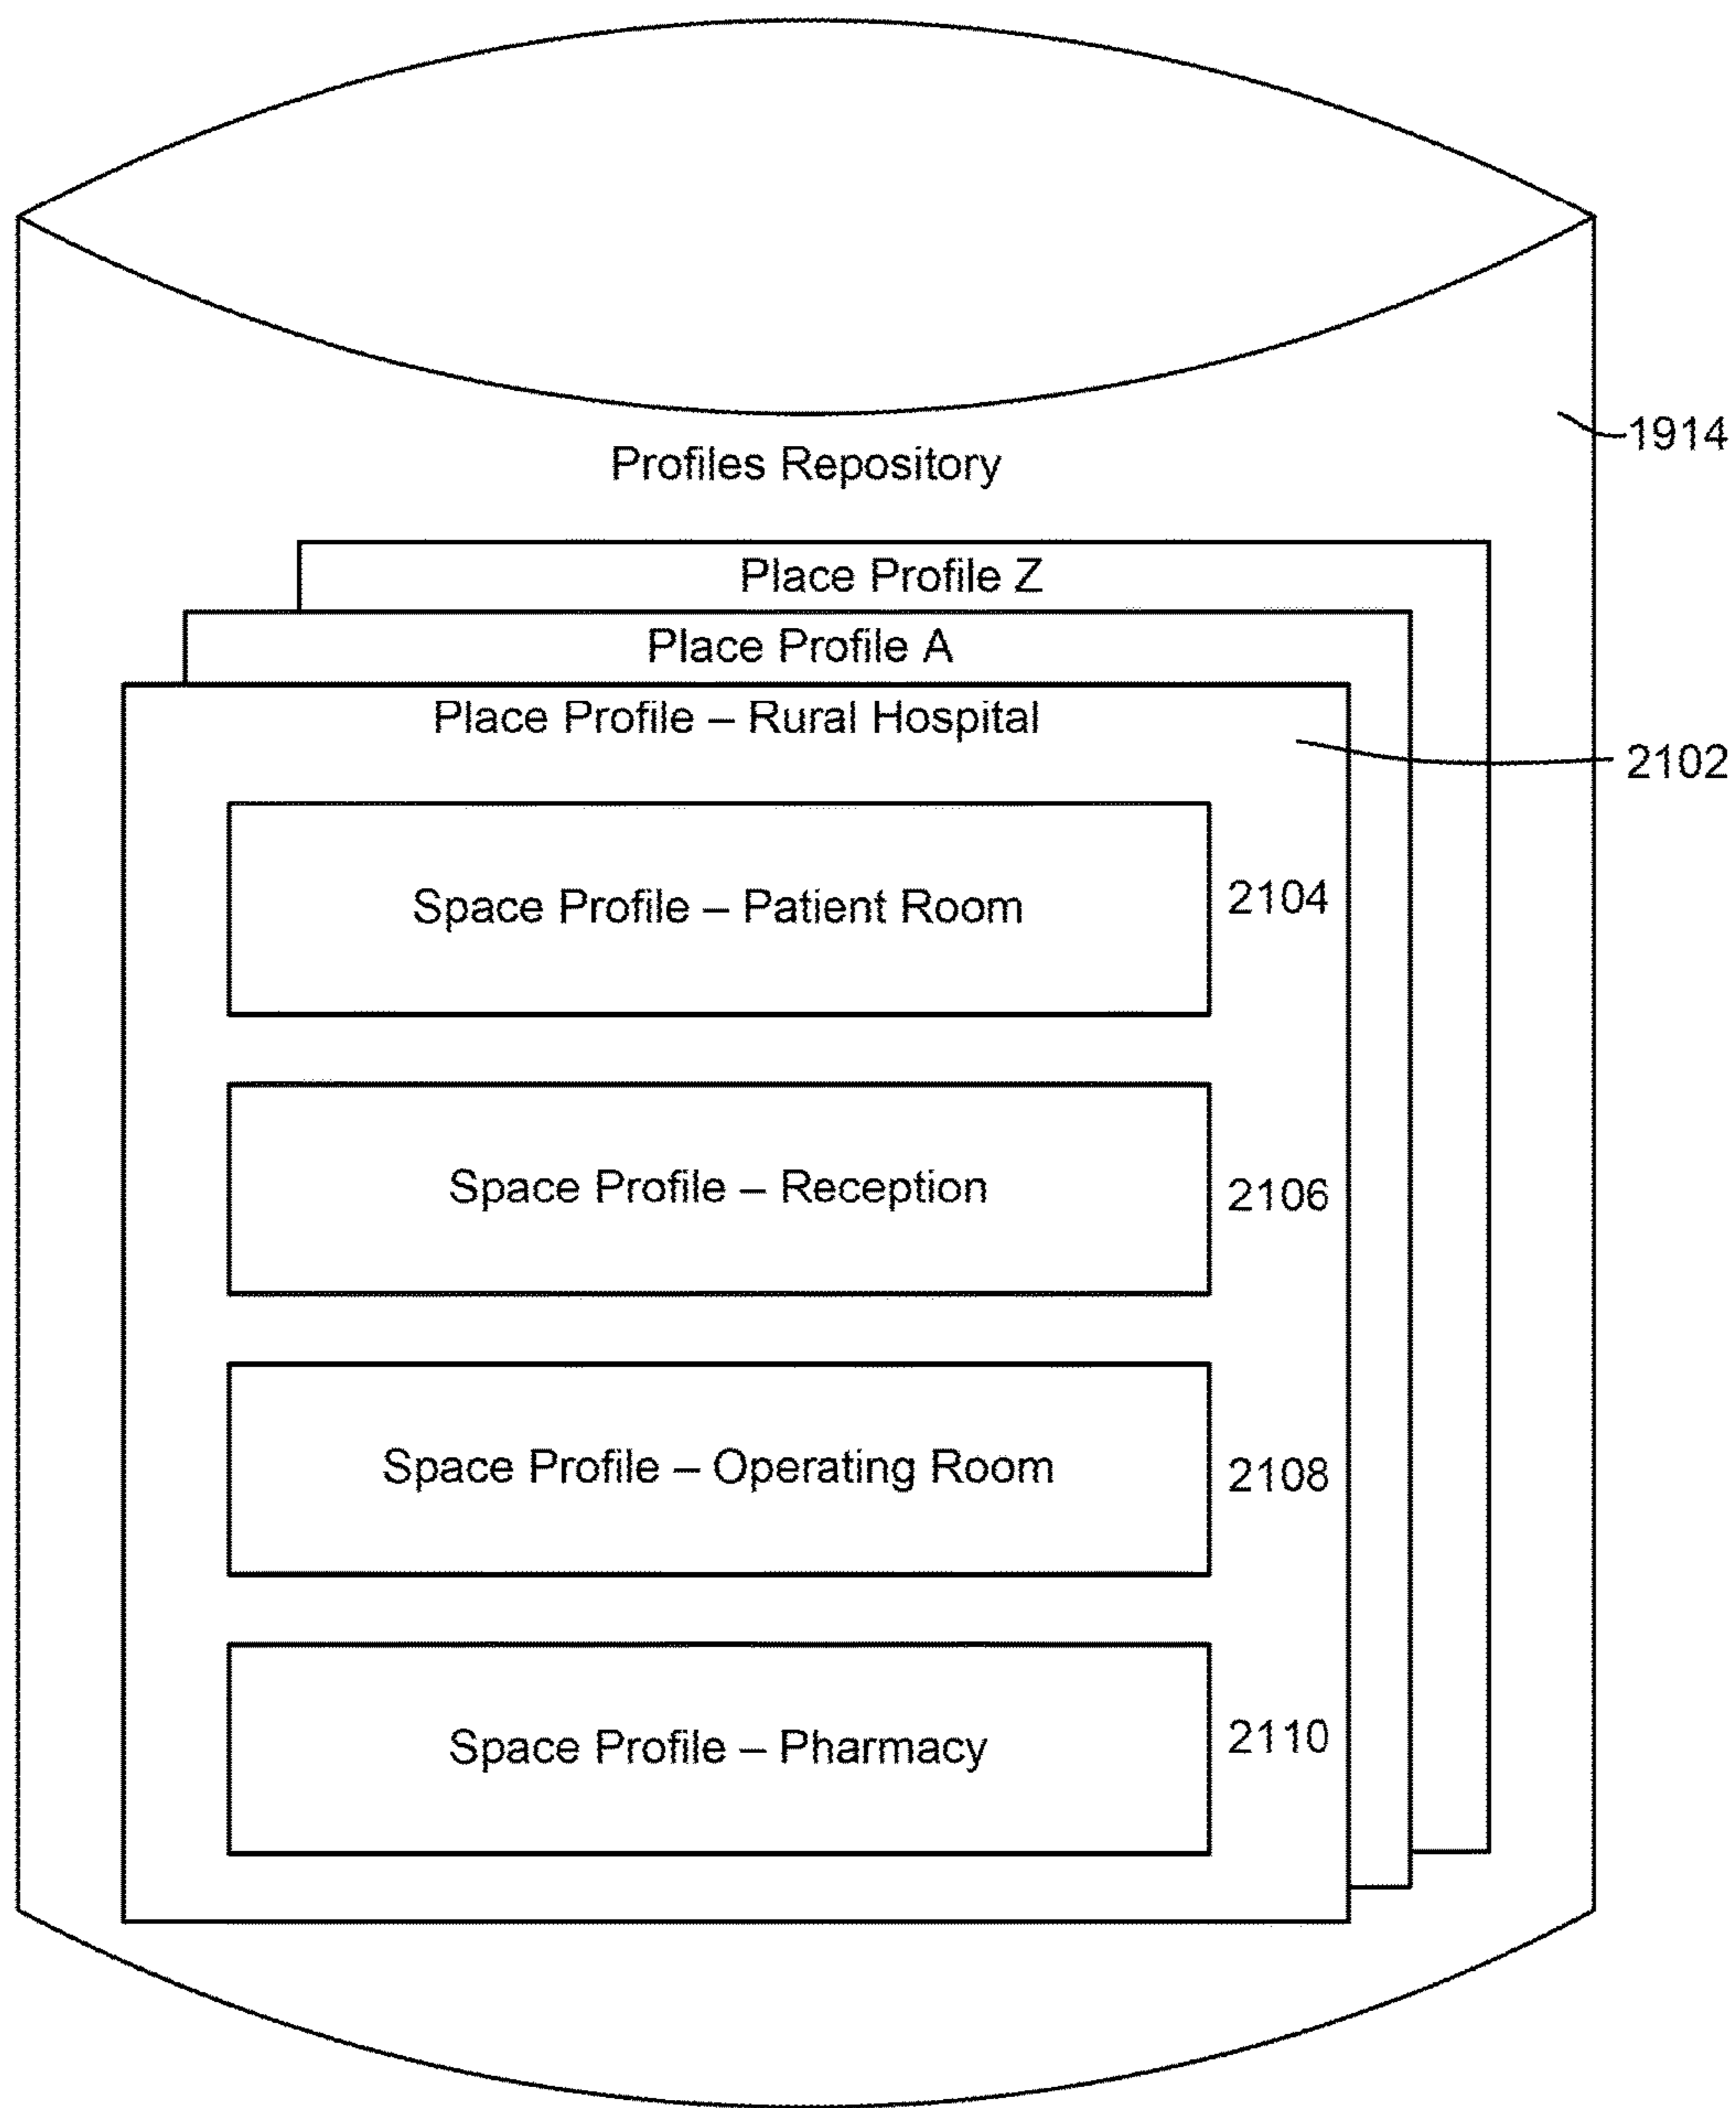 Profiles Repository
1914
Place Profile Z
Place Profile A
Place Profile – Rural Hospital
2102
Space Profile – Patient Room
2104
Space Profile – Reception
2106
Space Profile – Operating Room
2108
Space Profile – Pharmacy
2110